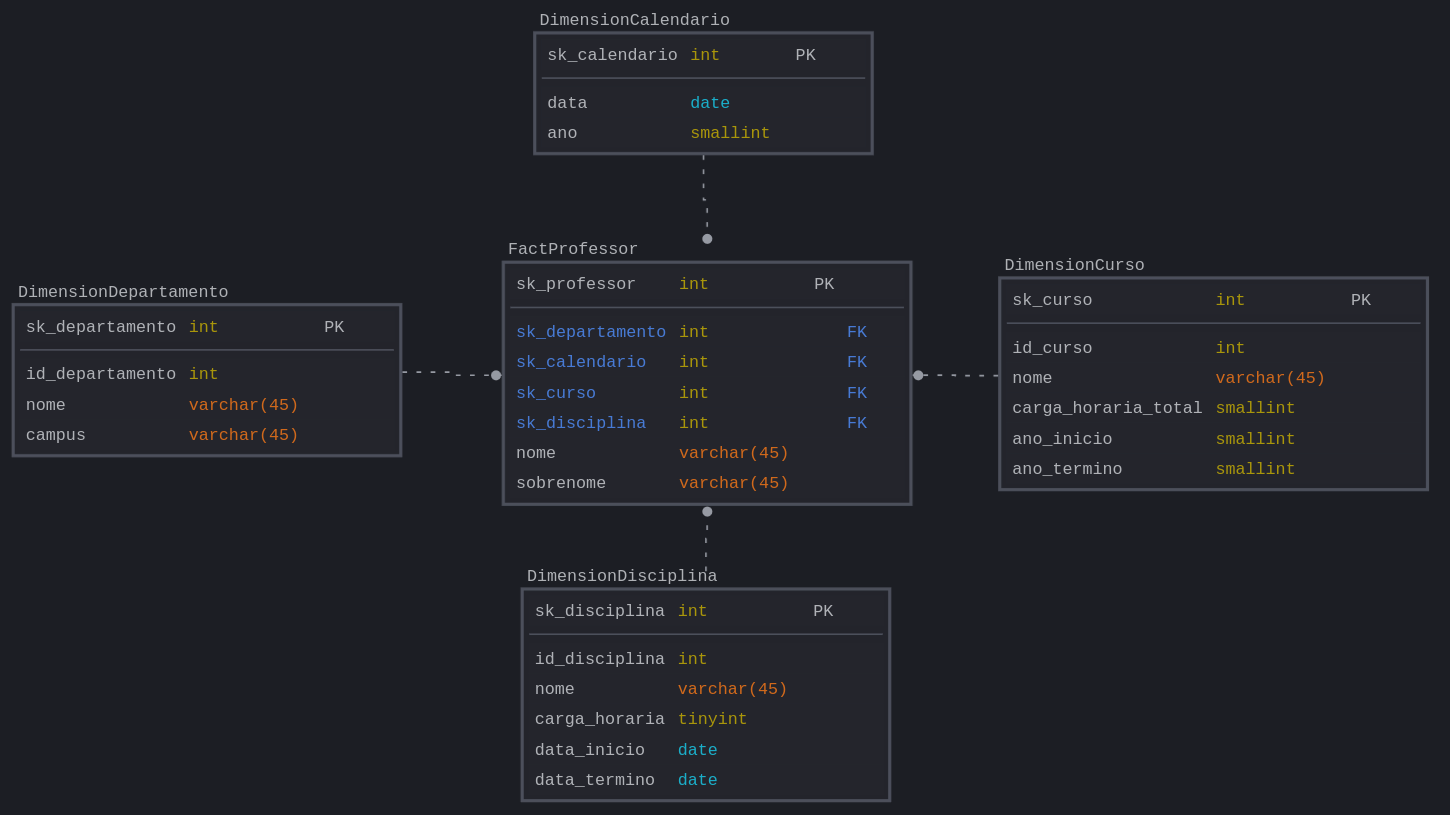 DimensionCalendario
sk_calendario int PK
data date
ano smallint
FactProfessor
sk_professor int PK
sk_departamento int FK
sk_calendario int FK
sk_curso int FK
sk_disciplina int FK
nome varchar(45)
sobrenome varchar(45)
DimensionDepartamento
sk_departamento int PK
id_departamento int
nome varchar(45)
campus varchar(45)
DimensionCurso
sk_curso int PK
id_curso int
nome varchar(45)
carga_horaria_total smallint
ano_inicio smallint
ano_termino smallint
DimensionDisciplina
sk_disciplina int PK
id_disciplina int
nome varchar(45)
carga_horaria tinyint
data_inicio date
data_termino date